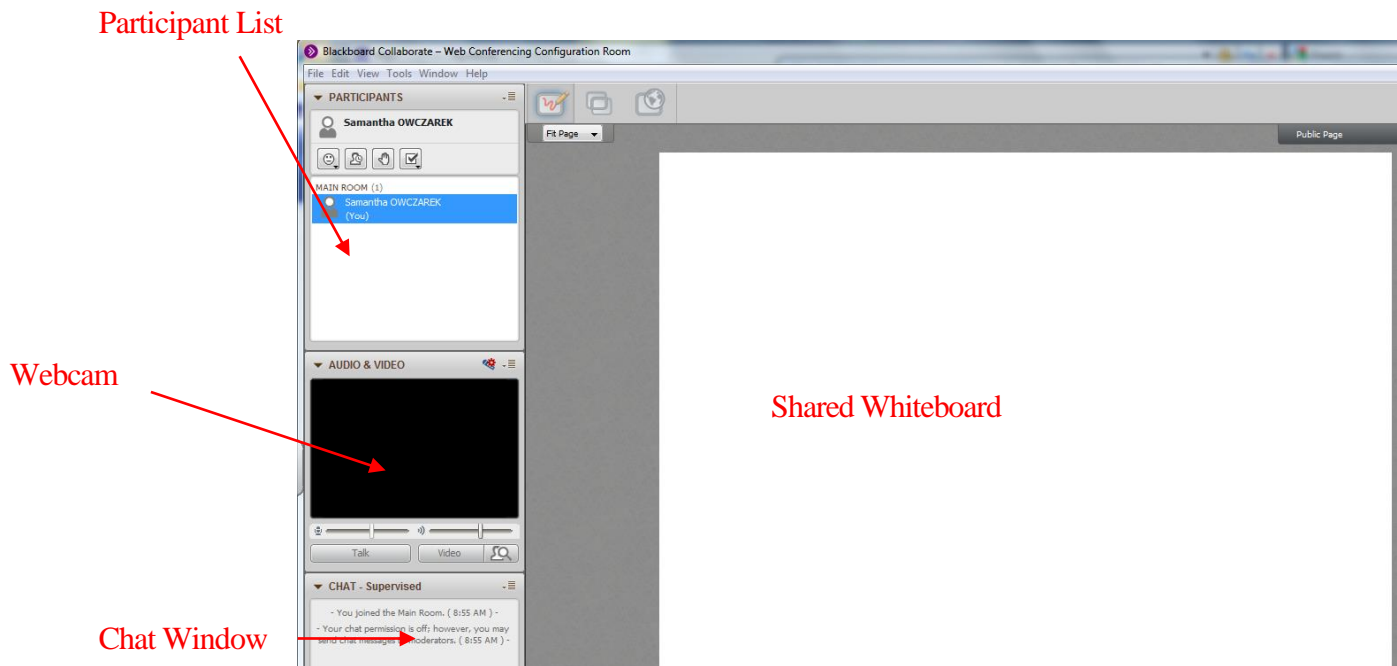 Participant List
Blackboard Collaborate – Web Conferencing Configuration Room
File Edit View Tools Window Help
PARTICIPANTS
Samantha OWCZAREK
Fit Page
Public Page
MAIN ROOM (1)
Samantha OWCZAREK
(You)
AUDIO & VIDEO
Webcam
Shared Whiteboard
Talk
Video
CHAT - Supervised
- You joined the Main Room. ( 8:55 AM ) -
- Your chat permission is off; however, you may
send chat messages moderators. ( 8:55 AM ) -
Chat Window